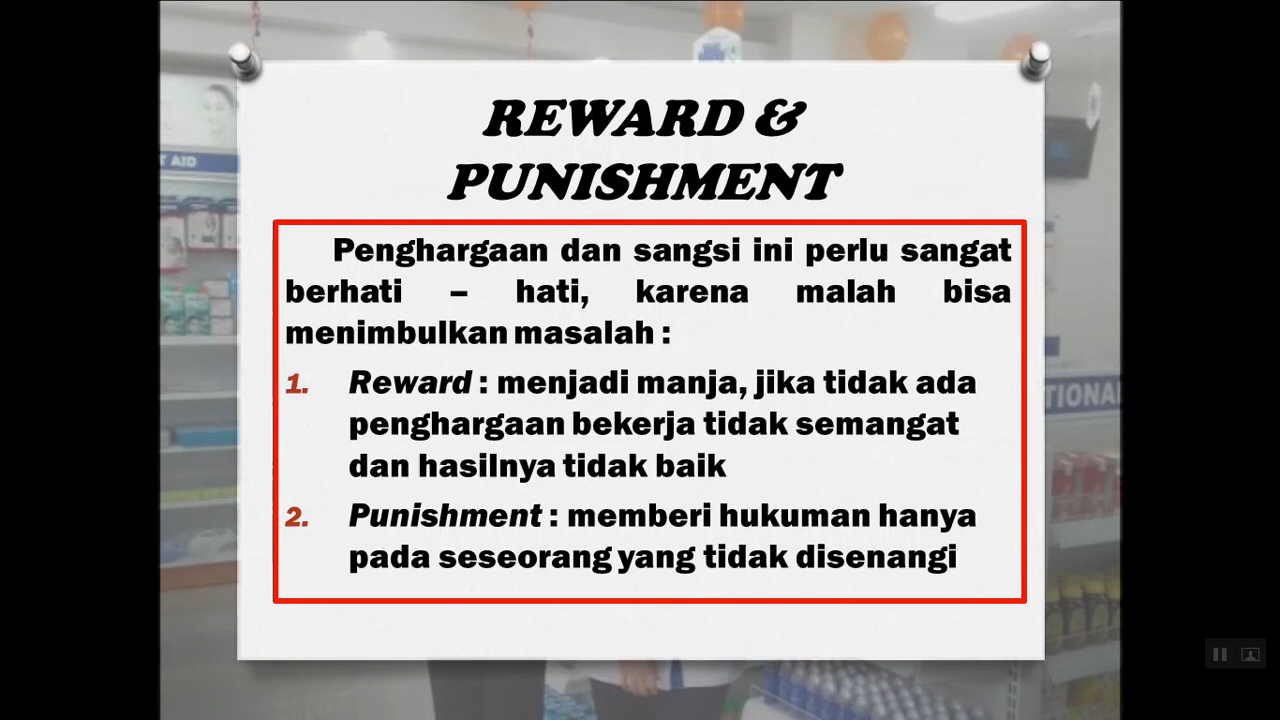 REWARD &
PUNISHMENT
T AID
Penghargaan dan sangsi ini perlu sangat
berhati – hati, karena malah bisa
menimbulkan masalah :
1. Reward : menjadi manja, jika tidak ada
TIONAL
penghargaan bekerja tidak semangat
dan hasilnya tidak baik
2. Punishment : memberi hukuman hanya
pada seseorang yang tidak disenangi